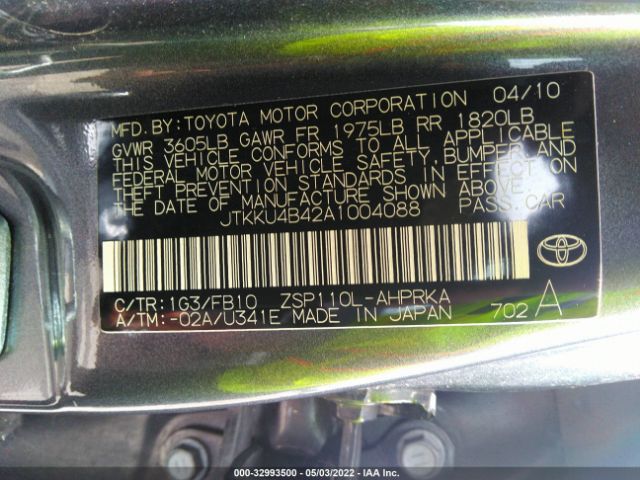 MFD. BY: TOYOTA MOTOR CORPORATION 04/10
GVWR 3605LB GAWR FR 1975LB RR 1820LB
THIS VEHICLE CONFORMS TO ALL APPLICABLE
FEDERAL MOTOR VEHICLE SAFETY, BUMPER, AND
THEFT PREVENTION STANDARDS IN EFFECT ON
THE DATE OF MANUFACTURE SHOWN ABOVE.
JTKKU4B42A1004088 PASS. CAR
C/TR: 1G3/FB10 ZSP110L-AHPRKA
A/TM: -02A/U341E MADE IN JAPAN 702 A
TOYOTA
000-32993500 - 05/03/2022 - IAA Inc.